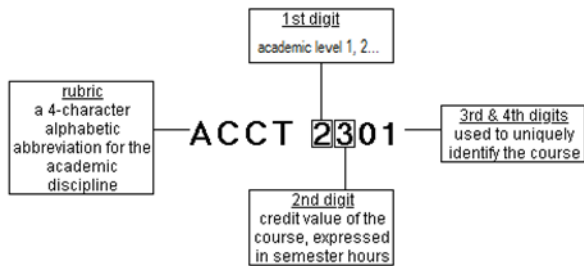 1st digit
academic level 1, 2...
rubric
a 4-character
alphabetic
abbreviation for the
academic
discipline
ACCT 2301
3rd & 4th digits
used to uniquely
identify the course
2nd digit
credit value of the
course, expressed
in semester hours